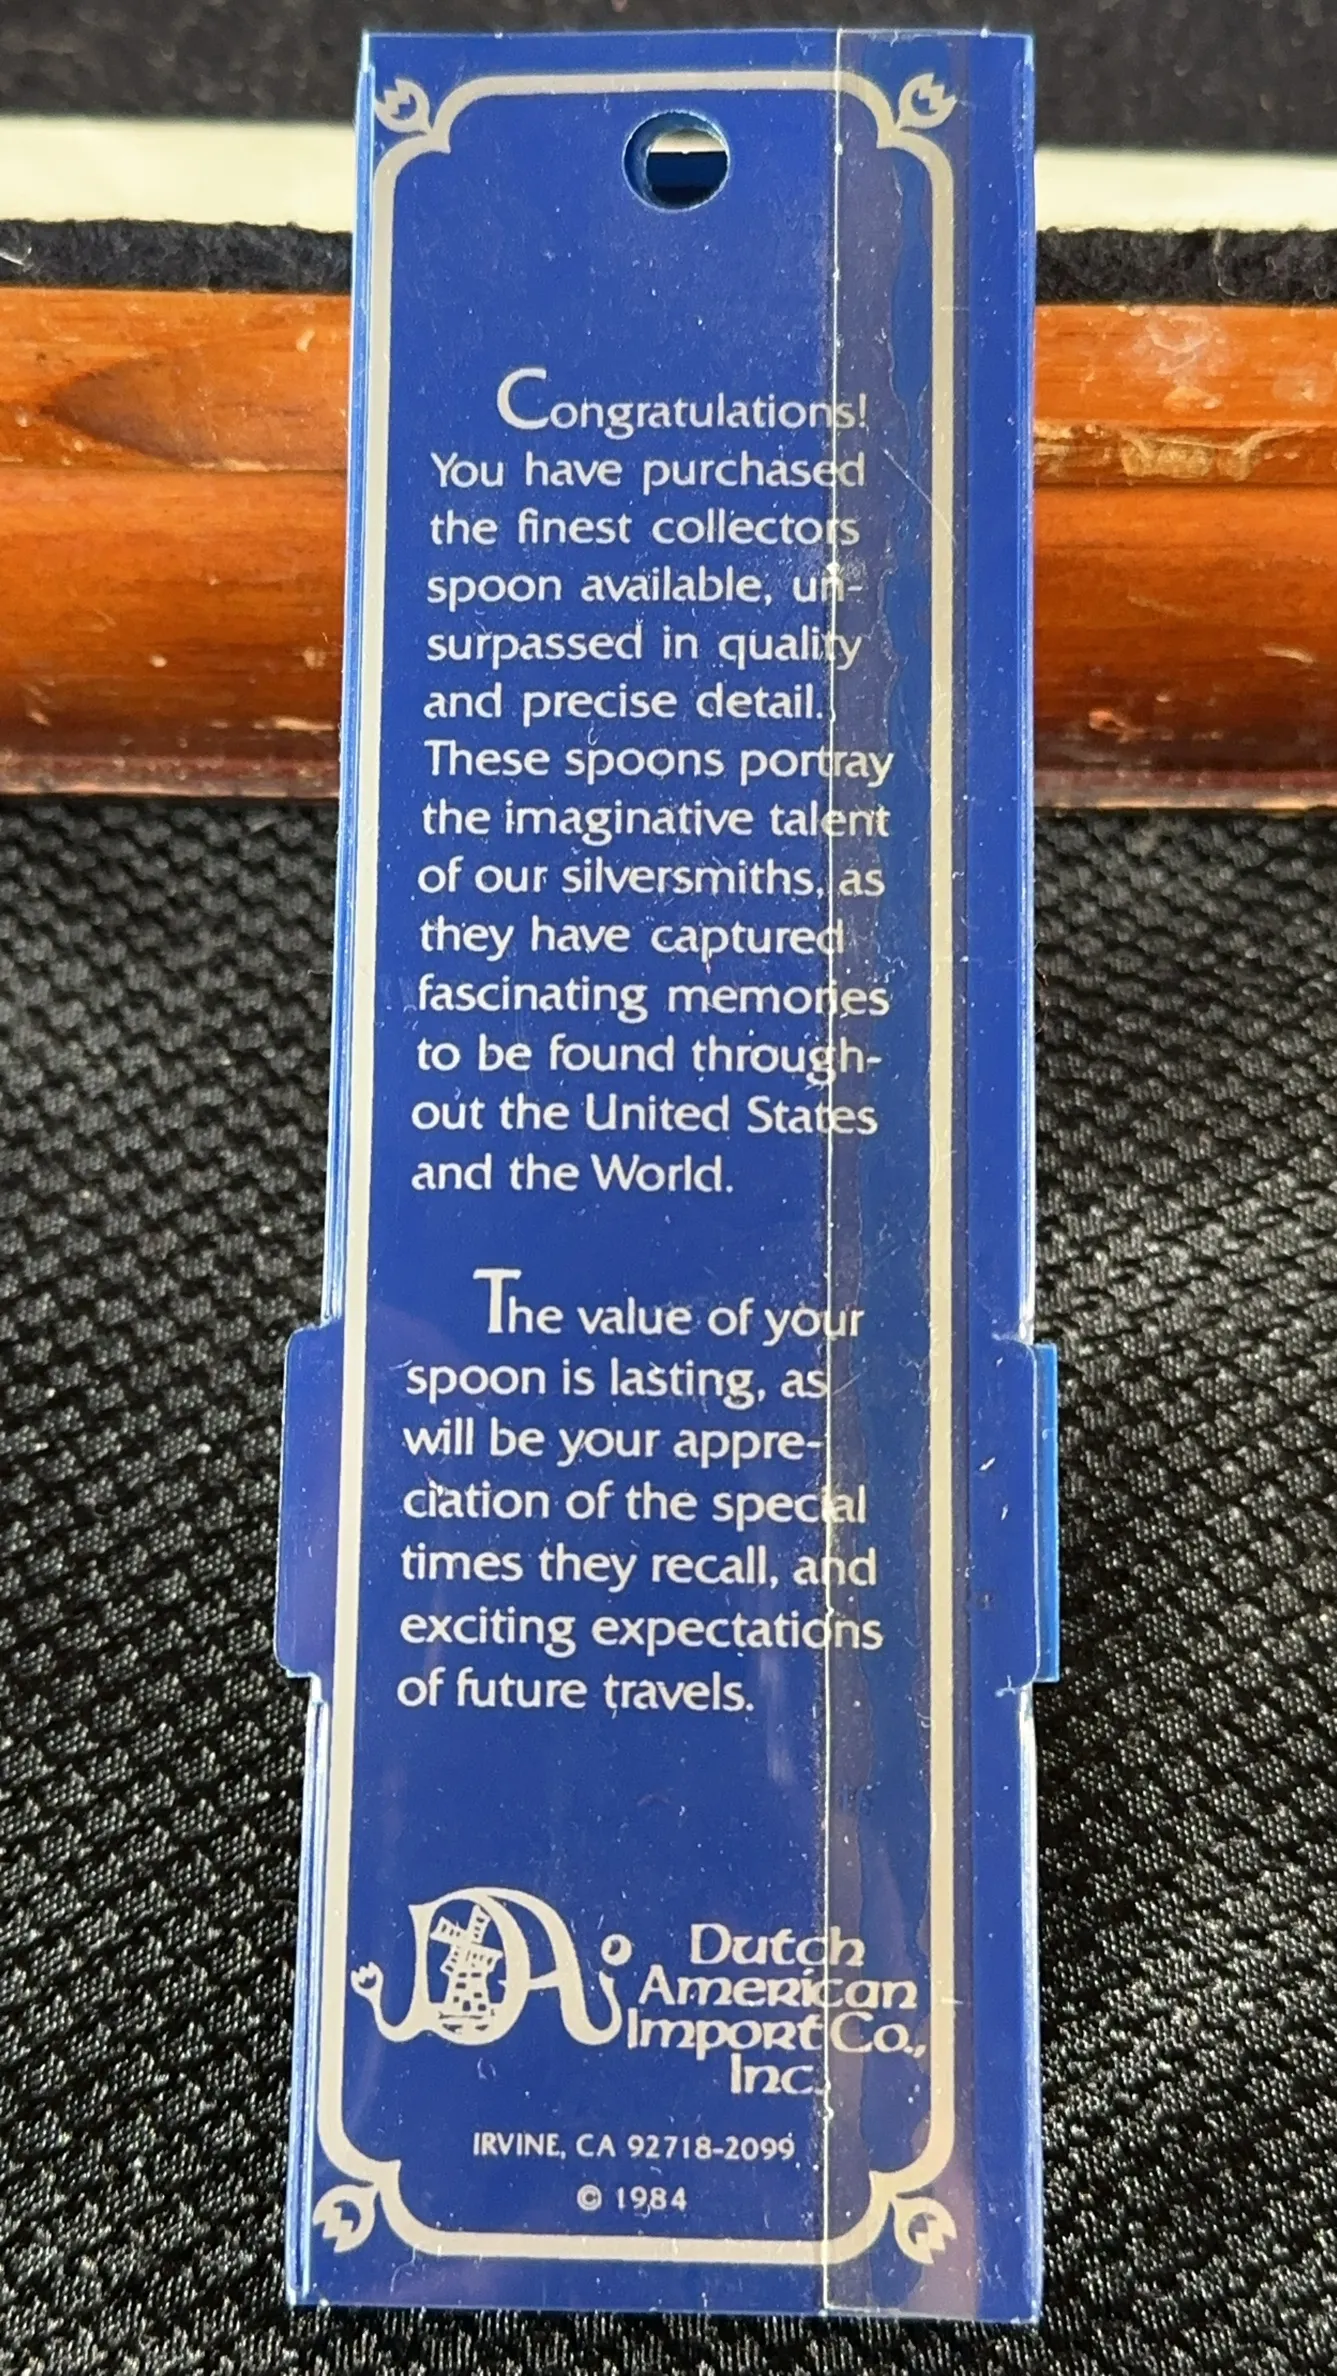 Congratulations!
You have purchased
the finest collectors
spoon available, un-
surpassed in quality
and precise detail.
These spoons portray
the imaginative talent
of our silversmiths, as
they have captured
fascinating memories
to be found through-
out the United States
and the World.
The value of your
spoon is lasting, as
will be your appre-
ciation of the special
times they recall, and
exciting expectations
of future travels.
DAi
Dutch
American
Import Co.,
Inc.
IRVINE, CA 92718-2099
© 1984